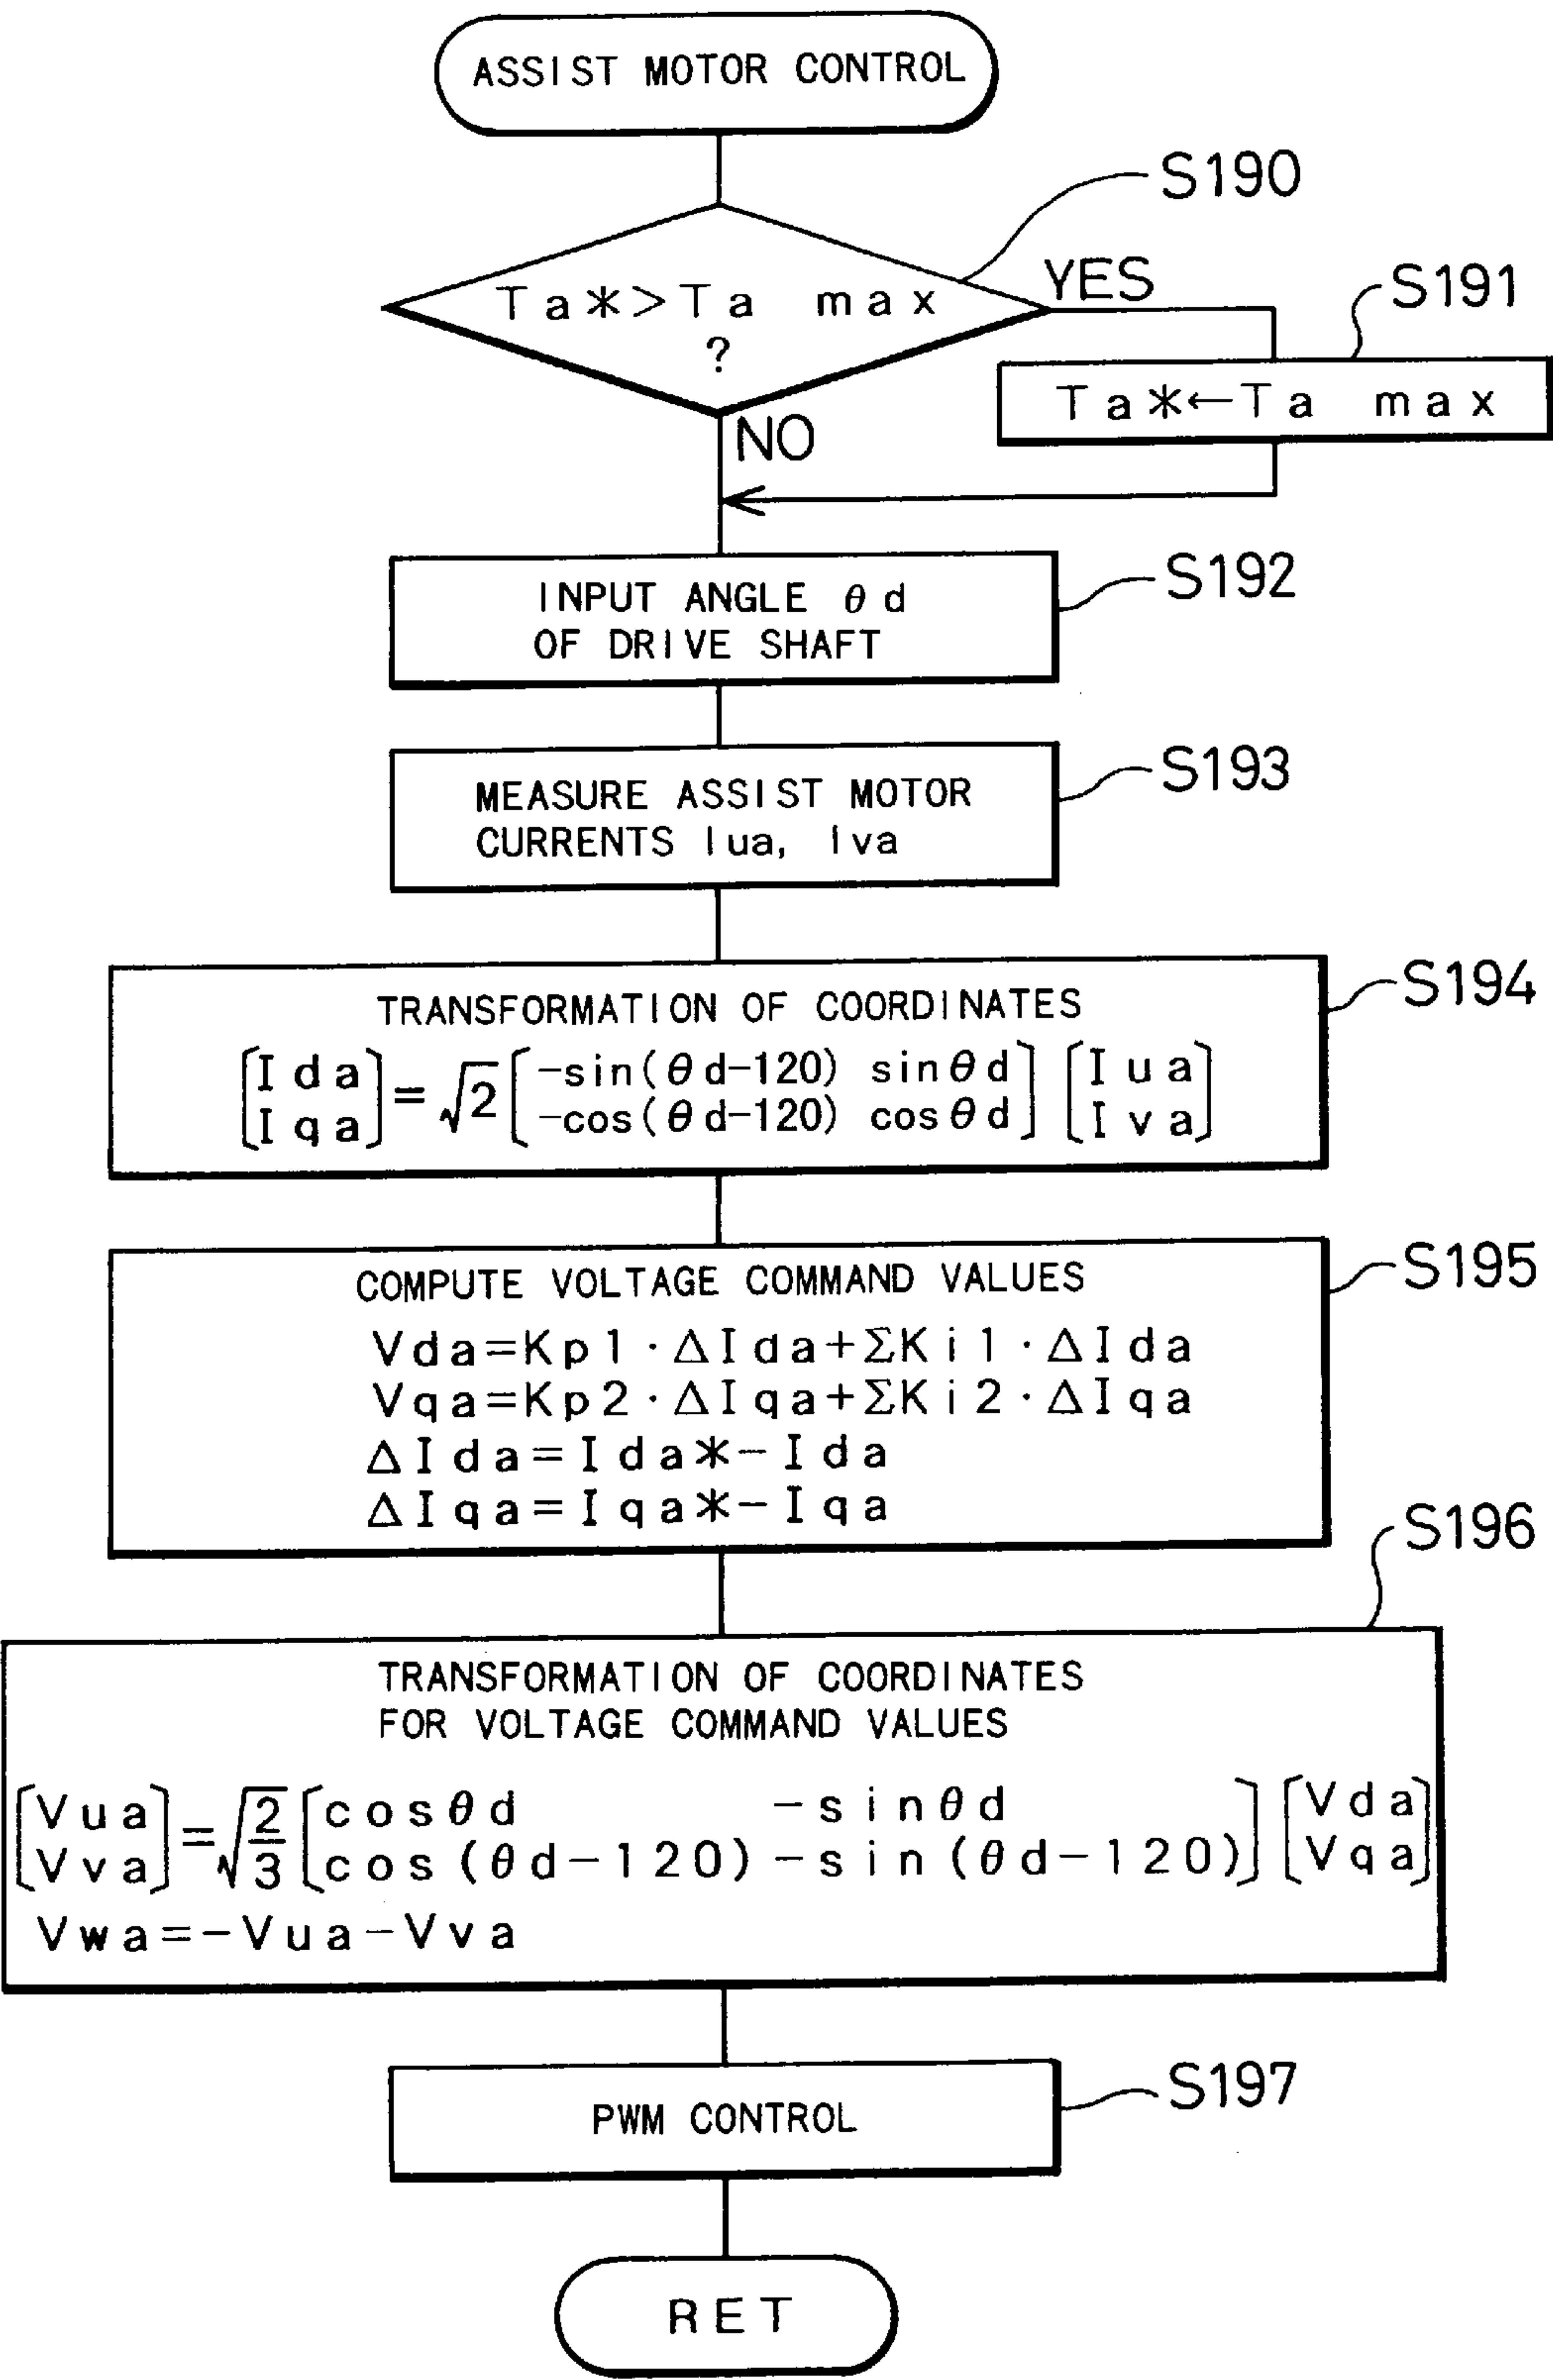 ASSIST MOTOR CONTROL
S190
Ta*>Ta max
?
YES
S191
Ta*←Ta max
NO
INPUT ANGLE θd
OF DRIVE SHAFT
S192
MEASURE ASSIST MOTOR
CURRENTS Iua, Iva
S193
S194
TRANSFORMATION OF COORDINATES
[Ida] = √2 [-sin(θd-120) sinθd] [Iua]
[Iqa] [-cos(θd-120) cosθd] [Iva]
S195
COMPUTE VOLTAGE COMMAND VALUES
Vda=Kp1·ΔIda+ΣKi1·ΔIda
Vqa=Kp2·ΔIqa+ΣKi2·ΔIqa
ΔIda=Ida*-Ida
ΔIqa=Iqa*-Iqa
S196
TRANSFORMATION OF COORDINATES
FOR VOLTAGE COMMAND VALUES
[Vua] = √2/3 [cosθd -sinθd] [Vda]
[Vva] [cos(θd-120) -sin(θd-120)] [Vqa]
Vwa=-Vua-Vva
S197
PWM CONTROL
RET